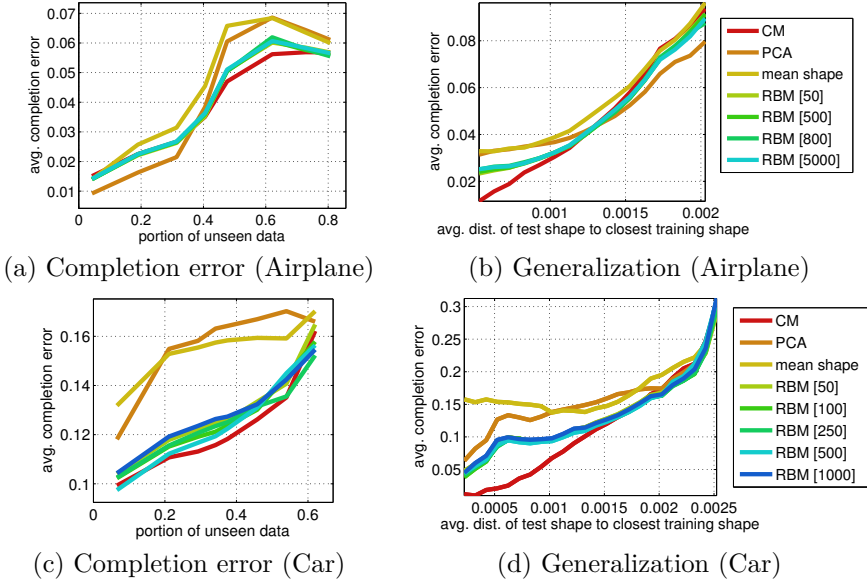 0.07
0.06
0.05
0.04
0.03
0.02
0.01
0 0.2 0.4 0.6 0.8
avg. completion error
portion of unseen data
(a) Completion error (Airplane)
0.08
0.06
0.04
0.02
0.001 0.0015 0.002
avg. completion error
avg. dist. of test shape to closest training shape
(b) Generalization (Airplane)
CM
PCA
mean shape
RBM [50]
RBM [500]
RBM [800]
RBM [5000]
0.16
0.14
0.12
0.1
0 0.2 0.4 0.6
avg. completion error
portion of unseen data
(c) Completion error (Car)
0.3
0.25
0.2
0.15
0.1
0.05
0.0005 0.001 0.0015 0.002 0.0025
avg. completion error
avg. dist. of test shape to closest training shape
(d) Generalization (Car)
CM
PCA
mean shape
RBM [50]
RBM [100]
RBM [250]
RBM [500]
RBM [1000]